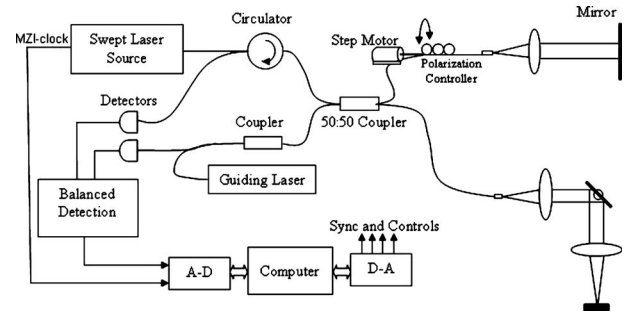 Circulator
Mirror
MZI-clock
Swept Laser
Source
Step Motor
Polarization
Controller
Detectors
Coupler
50:50 Coupler
Guiding Laser
Balanced
Detection
Sync and Controls
A-D
Computer
D-A